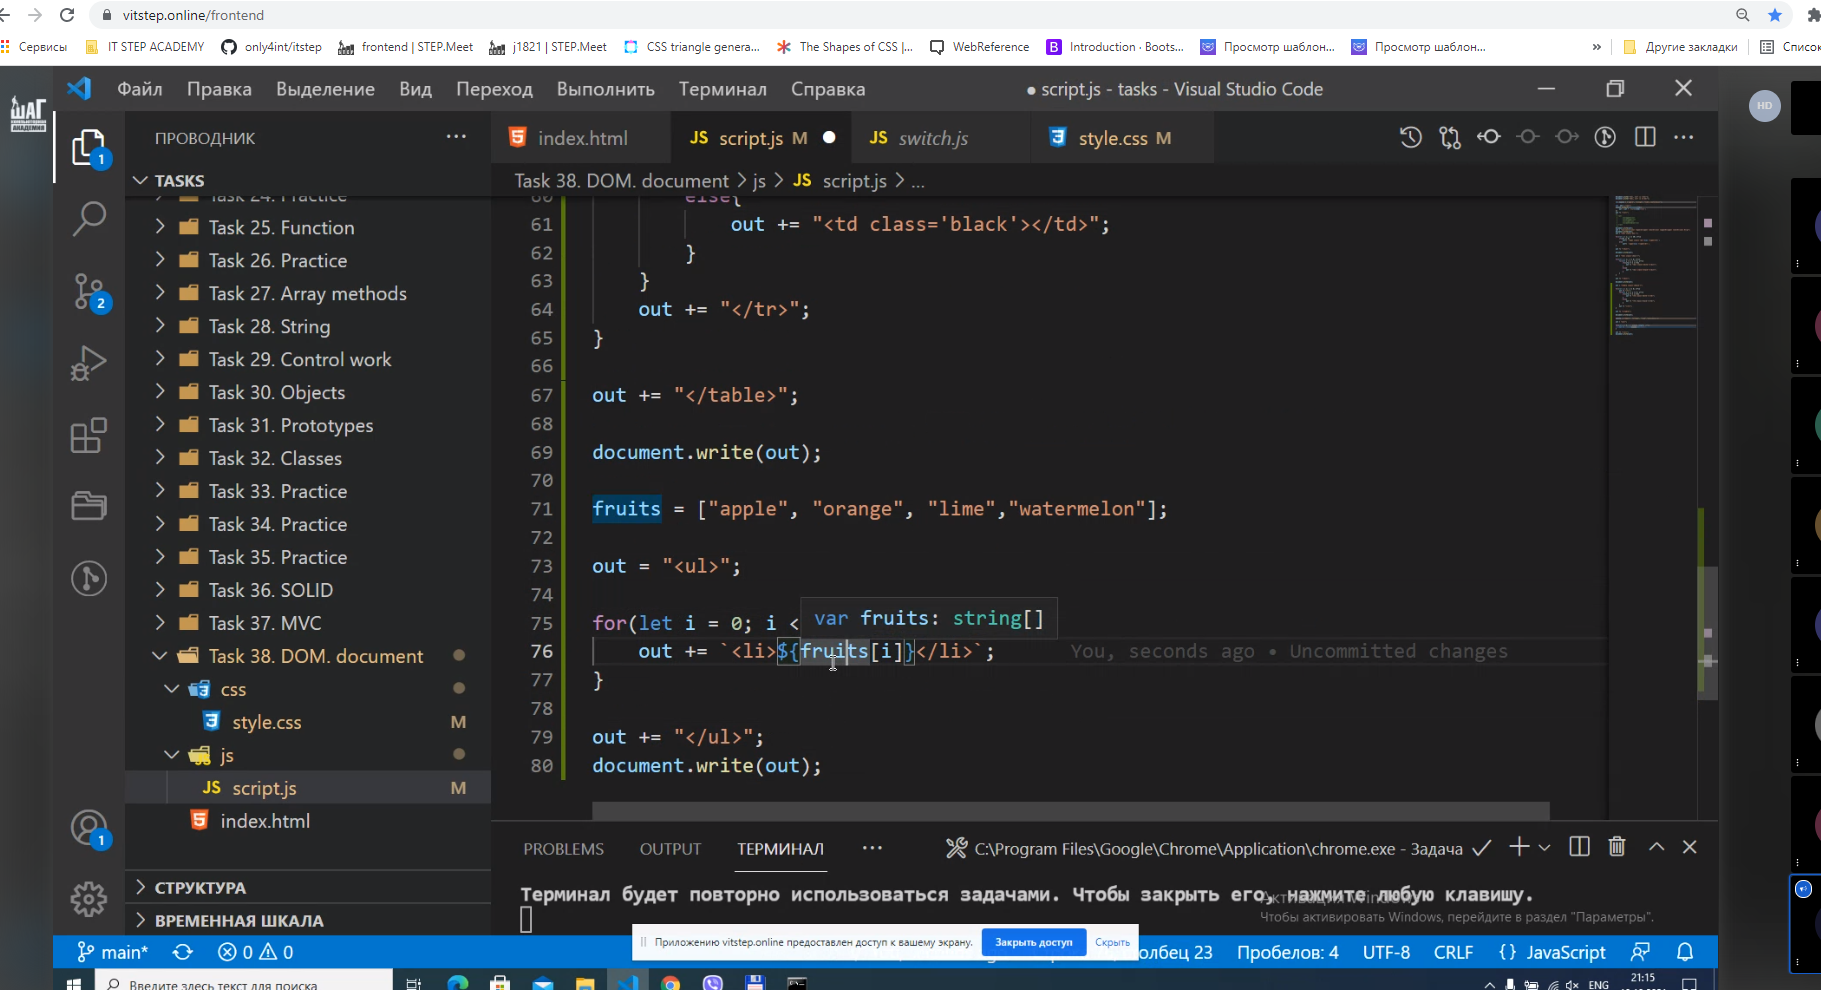 vitstep.online/frontend
Сервисы IT STEP ACADEMY only4int/itstep frontend | STEP.Meet j1821 | STEP.Meet CSS triangle genera... The Shapes of CSS |... WebReference Introduction · Boots... Просмотр шаблон... Просмотр шаблон... » Другие закладки
ШАГ
Файл Правка Выделение Вид Переход Выполнить Терминал Справка
● script.js - tasks - Visual Studio Code
HD
ПРОВОДНИК ...
index.html
JS script.js M
JS switch.js
style.css M
TASKS
Task 38. DOM. document > js > JS script.js > ...
Task 24. Practice
Task 25. Function
Task 26. Practice
Task 27. Array methods
Task 28. String
Task 29. Control work
Task 30. Objects
Task 31. Prototypes
Task 32. Classes
Task 33. Practice
Task 34. Practice
Task 35. Practice
Task 36. SOLID
Task 37. MVC
Task 38. DOM. document
css
style.css M
js
JS script.js M
index.html
СТРУКТУРА
ВРЕМЕННАЯ ШКАЛА
1
2
1
60 else{
61 out += "<td class='black'></td>";
62 }
63 }
64 out += "</tr>";
65 }
66
67 out += "</table>";
68
69 document.write(out);
70
71 fruits = ["apple", "orange", "lime","watermelon"];
72
73 out = "<ul>";
74
75 for(let i = 0; i <
var fruits: string[]
76 out += `<li>${fruits[i]}</li>`; You, seconds ago • Uncommitted changes
77 }
78
79 out += "</ul>";
80 document.write(out);
PROBLEMS OUTPUT ТЕРМИНАЛ ... C:\Program Files\Google\Chrome\Application\chrome.exe - Задача
Терминал будет повторно использоваться задачами. Чтобы закрыть его, нажмите любую клавишу.
Активация Windows
Чтобы активировать Windows, перейдите в раздел "Параметры".
Приложению vitstep.online предоставлен доступ к вашему экрану. Закрыть доступ Скрыть
main* 0 0 столбец 23 Пробелов: 4 UTF-8 CRLF {} JavaScript
Введите здесь текст для поиска
ENG
21:15